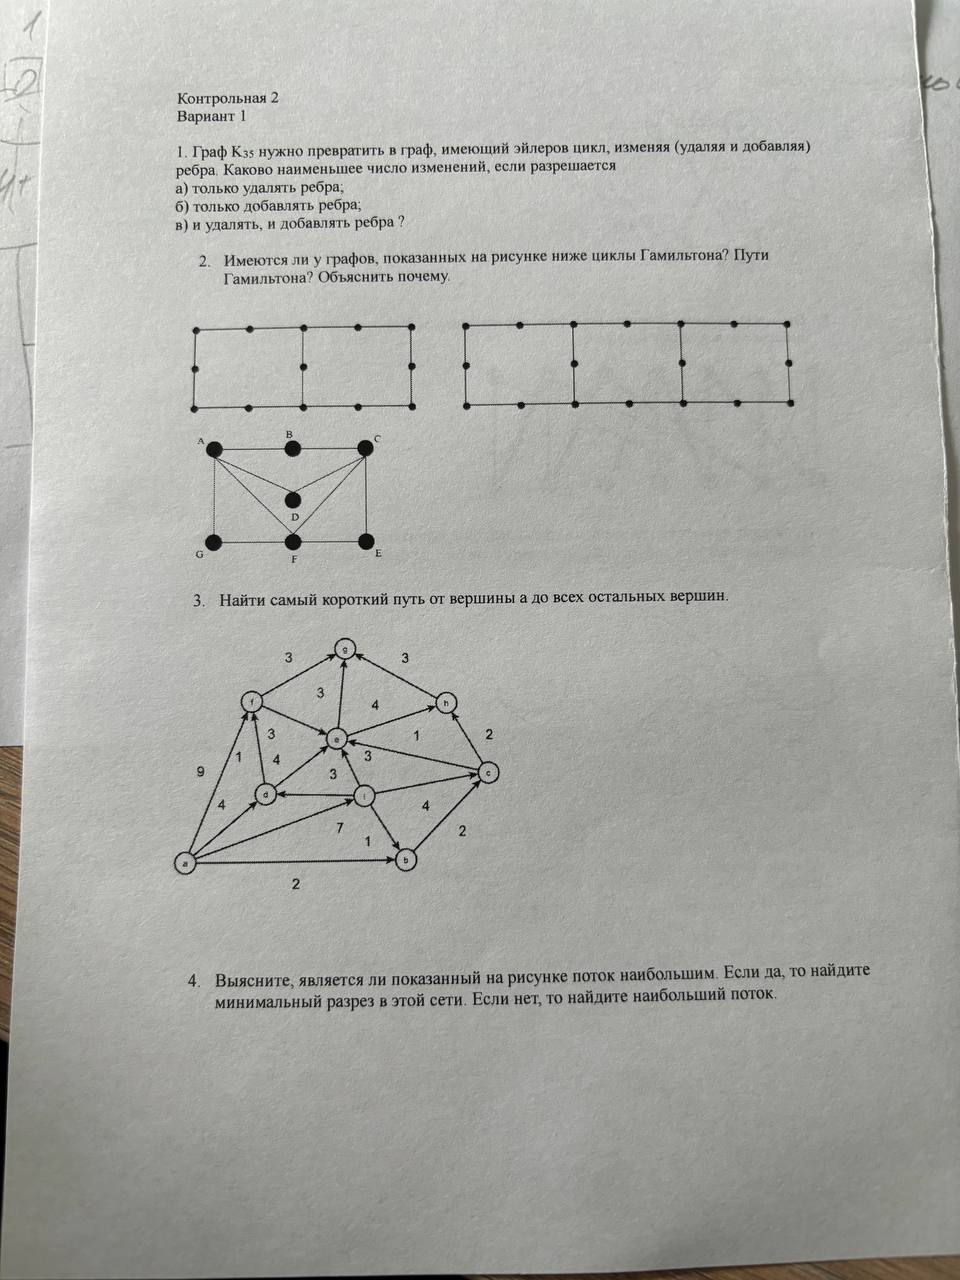 Контрольная 2
Вариант 1
1. Граф K35 нужно превратить в граф, имеющий эйлеров цикл, изменяя (удаляя и добавляя)
ребра. Каково наименьшее число изменений, если разрешается
а) только удалять ребра;
б) только добавлять ребра;
в) и удалять, и добавлять ребра ?
2. Имеются ли у графов, показанных на рисунке ниже циклы Гамильтона? Пути
Гамильтона? Объяснить почему.
A B C
D
G F E
3. Найти самый короткий путь от вершины a до всех остальных вершин.
g
3 3
f 3 4 h
3 e 1 2
9 1 4 3 c
3
4 d i 4
7 1 2
a b
2
4. Выясните, является ли показанный на рисунке поток наибольшим. Если да, то найдите
минимальный разрез в этой сети. Если нет, то найдите наибольший поток.